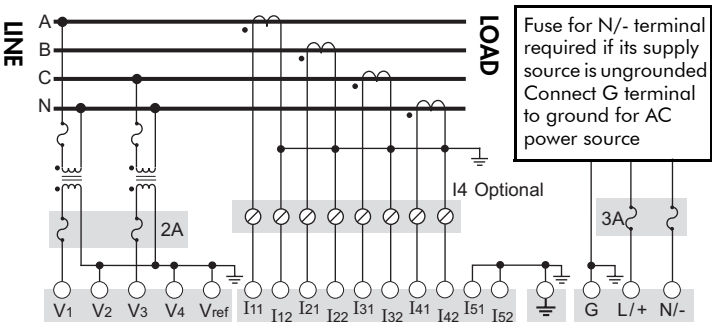 LINE
A
B
C
N
LOAD
Fuse for N/- terminal
required if its supply
source is ungrounded
Connect G terminal
to ground for AC
power source
I4 Optional
2A
3A
V1 V2 V3 V4 Vref I11 I12 I21 I22 I31 I32 I41 I42 I51 I52 G L/+ N/-